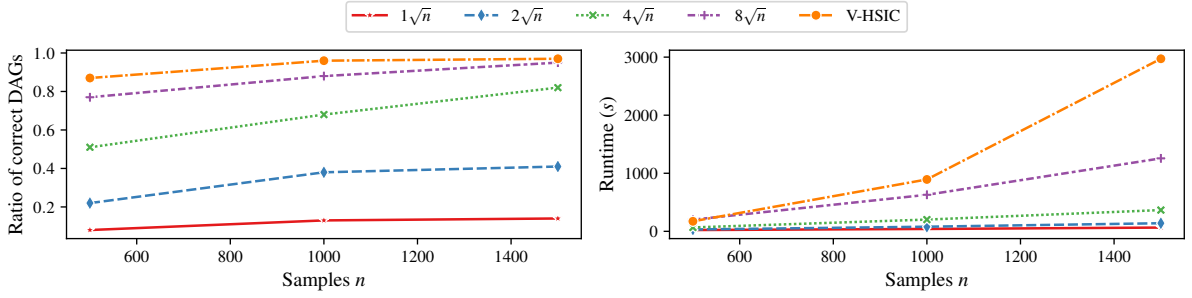 1√n 2√n 4√n 8√n V-HSIC
Ratio of correct DAGs
1.0
0.8
0.6
0.4
0.2
600 800 1000 1200 1400
Samples n
Runtime (s)
3000
2000
1000
0
600 800 1000 1200 1400
Samples n